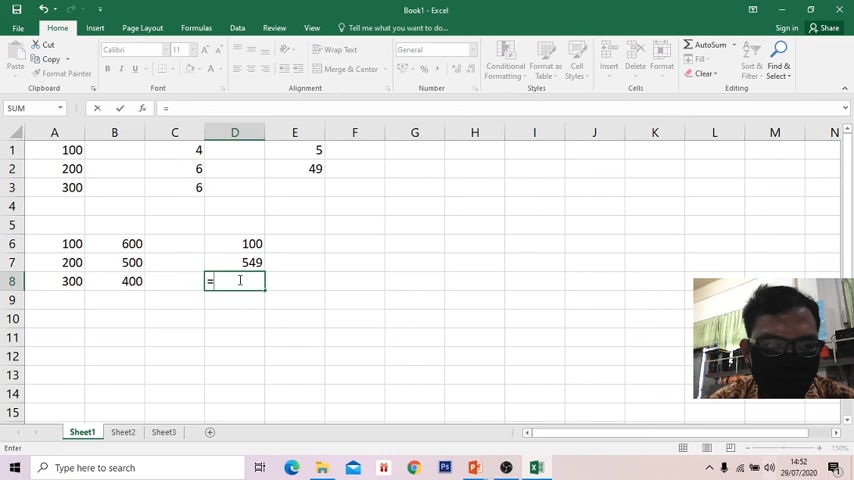 Book1 - Excel
Sign in
Share
File
Home
Insert
Page Layout
Formulas
Data
Review
View
Tell me what you want to do...
Paste
Cut
Copy
Format Painter
Clipboard
Calibri
11
B I U
Font
Wrap Text
Merge & Center
Alignment
General
Number
Conditional Formatting
Format as Table
Cell Styles
Styles
Insert
Delete
Format
Cells
AutoSum
Fill
Clear
Sort & Filter
Find & Select
Editing
SUM
fx
=
A B C D E F G H I J K L M N
1 100 4 5
2 200 6 49
3 300 6
4
5
6 100 600 100
7 200 500 549
8 300 400 =
9
10
11
12
13
14
15
Sheet1
Sheet2
Sheet3
Enter
150%
Type here to search
Ps
14:52
29/07/2020